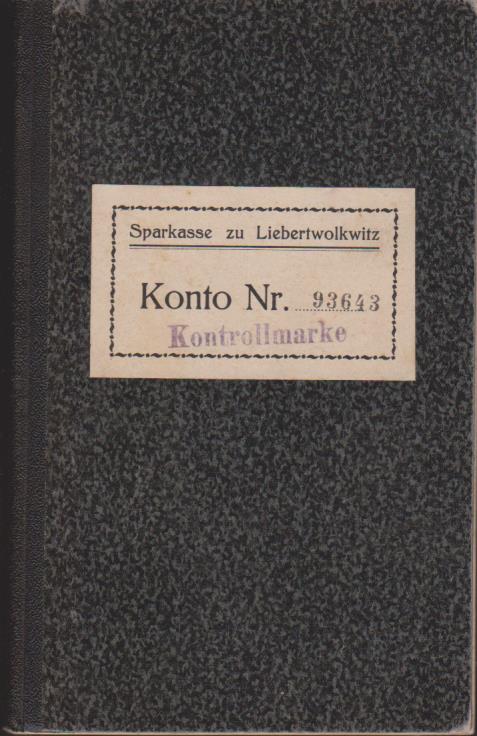 Sparkasse zu Liebertwolkwitz
Konto Nr. 93643
Kontrollmarke